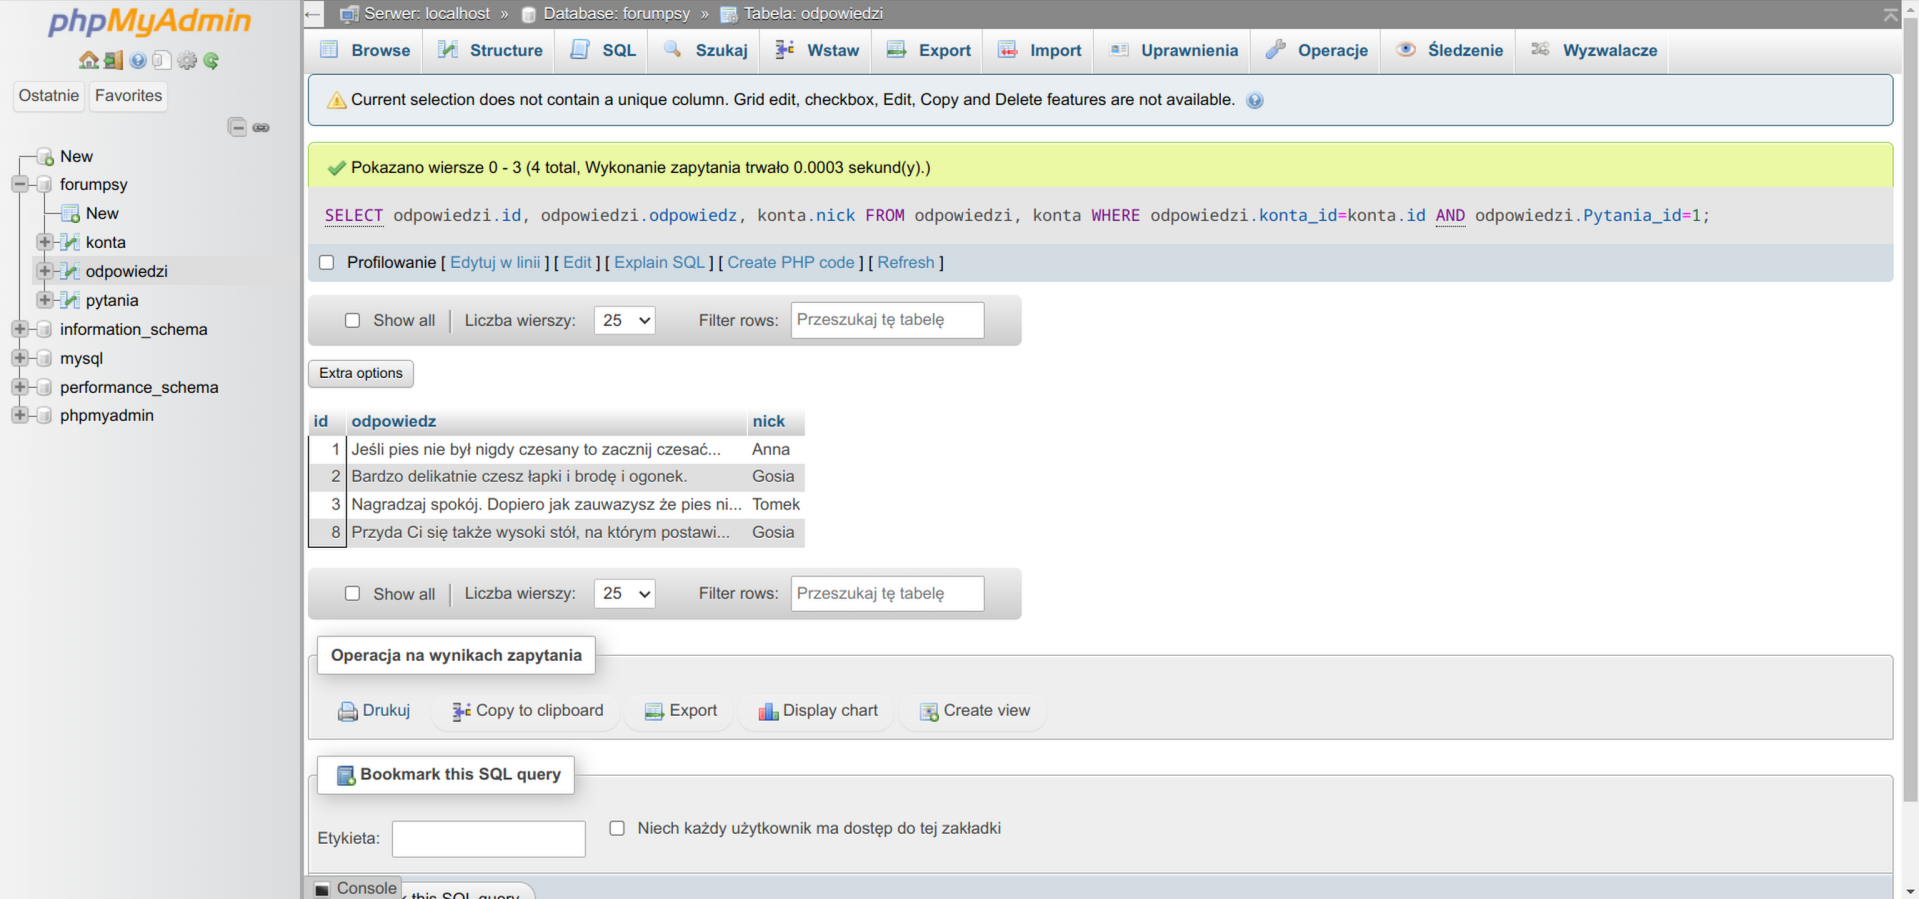 phpMyAdmin
Ostatnie Favorites
New
forumpsy
New
konta
odpowiedzi
pytania
information_schema
mysql
performance_schema
phpmyadmin
← Serwer: localhost » Database: forumpsy » Tabela: odpowiedzi
Browse Structure SQL Szukaj Wstaw Export Import Uprawnienia Operacje Śledzenie Wyzwalacze
Current selection does not contain a unique column. Grid edit, checkbox, Edit, Copy and Delete features are not available.
Pokazano wiersze 0 - 3 (4 total, Wykonanie zapytania trwało 0.0003 sekund(y).)
SELECT odpowiedzi.id, odpowiedzi.odpowiedz, konta.nick FROM odpowiedzi, konta WHERE odpowiedzi.konta_id=konta.id AND odpowiedzi.Pytania_id=1;
Profilowanie [ Edytuj w linii ] [ Edit ] [ Explain SQL ] [ Create PHP code ] [ Refresh ]
Show all | Liczba wierszy: 25 Filter rows: Przeszukaj tę tabelę
Extra options
id odpowiedz nick
1 Jeśli pies nie był nigdy czesany to zacznij czesać... Anna
2 Bardzo delikatnie czesz łapki i brodę i ogonek. Gosia
3 Nagradzaj spokój. Dopiero jak zauwazysz że pies ni... Tomek
8 Przyda Ci się także wysoki stół, na którym postawi... Gosia
Show all | Liczba wierszy: 25 Filter rows: Przeszukaj tę tabelę
Operacja na wynikach zapytania
Drukuj Copy to clipboard Export Display chart Create view
Bookmark this SQL query
Etykieta: Niech każdy użytkownik ma dostęp do tej zakładki
Console this SQL query